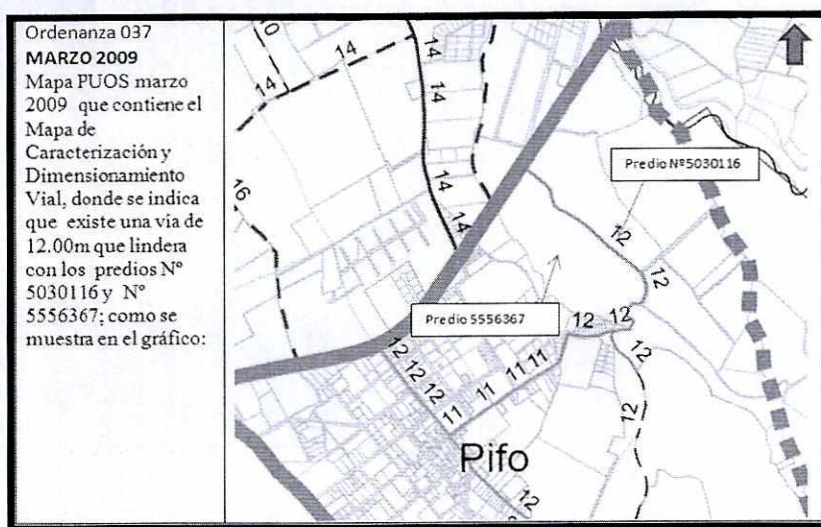 Ordenanza 037
MARZO 2009
Mapa PUOS marzo
2009 que contiene el
Mapa de
Caracterización y
Dimensionamiento
Vial, donde se indica
que existe una via de
12.00m que lindera
con los predios N°
5030116 y N°
5556367; como se
muestra en el gráfico:
10
14
14
14
14
14
14
16
Predio Nº5030116
12
12
Predio 5556367
12
12
12
12
12
12
12
11
11
11
11
11
12
Pifo
12